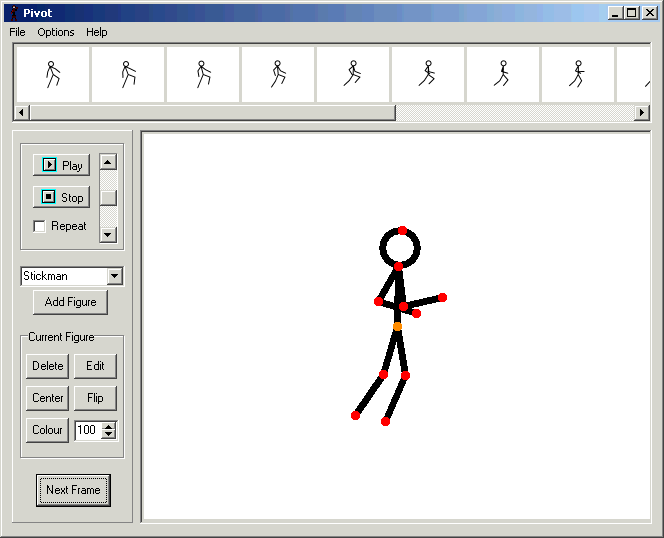 Pivot
File Options Help
Play
Stop
Repeat
Stickman
Add Figure
Current Figure
Delete Edit
Center Flip
Colour 100
Next Frame